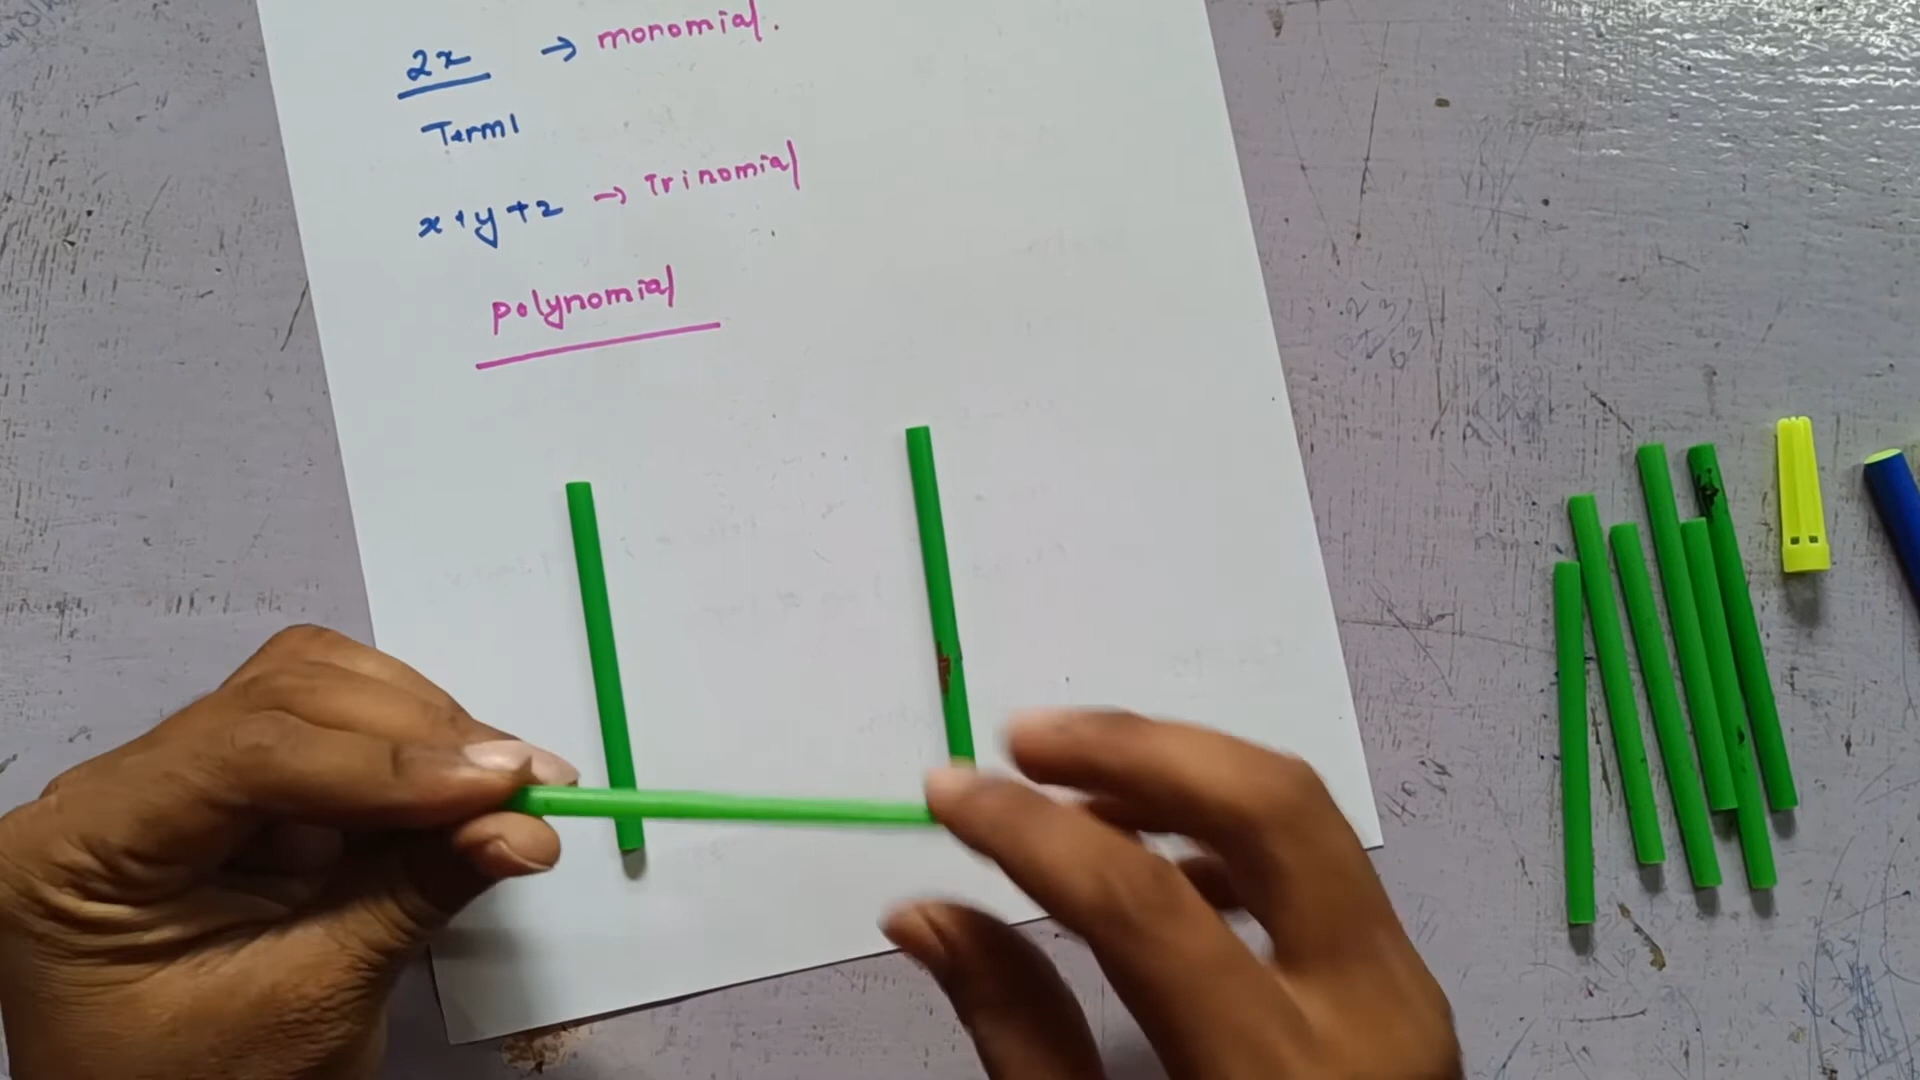 2x → monomial.
Term1
x+y+z → Trinomial
polynomial